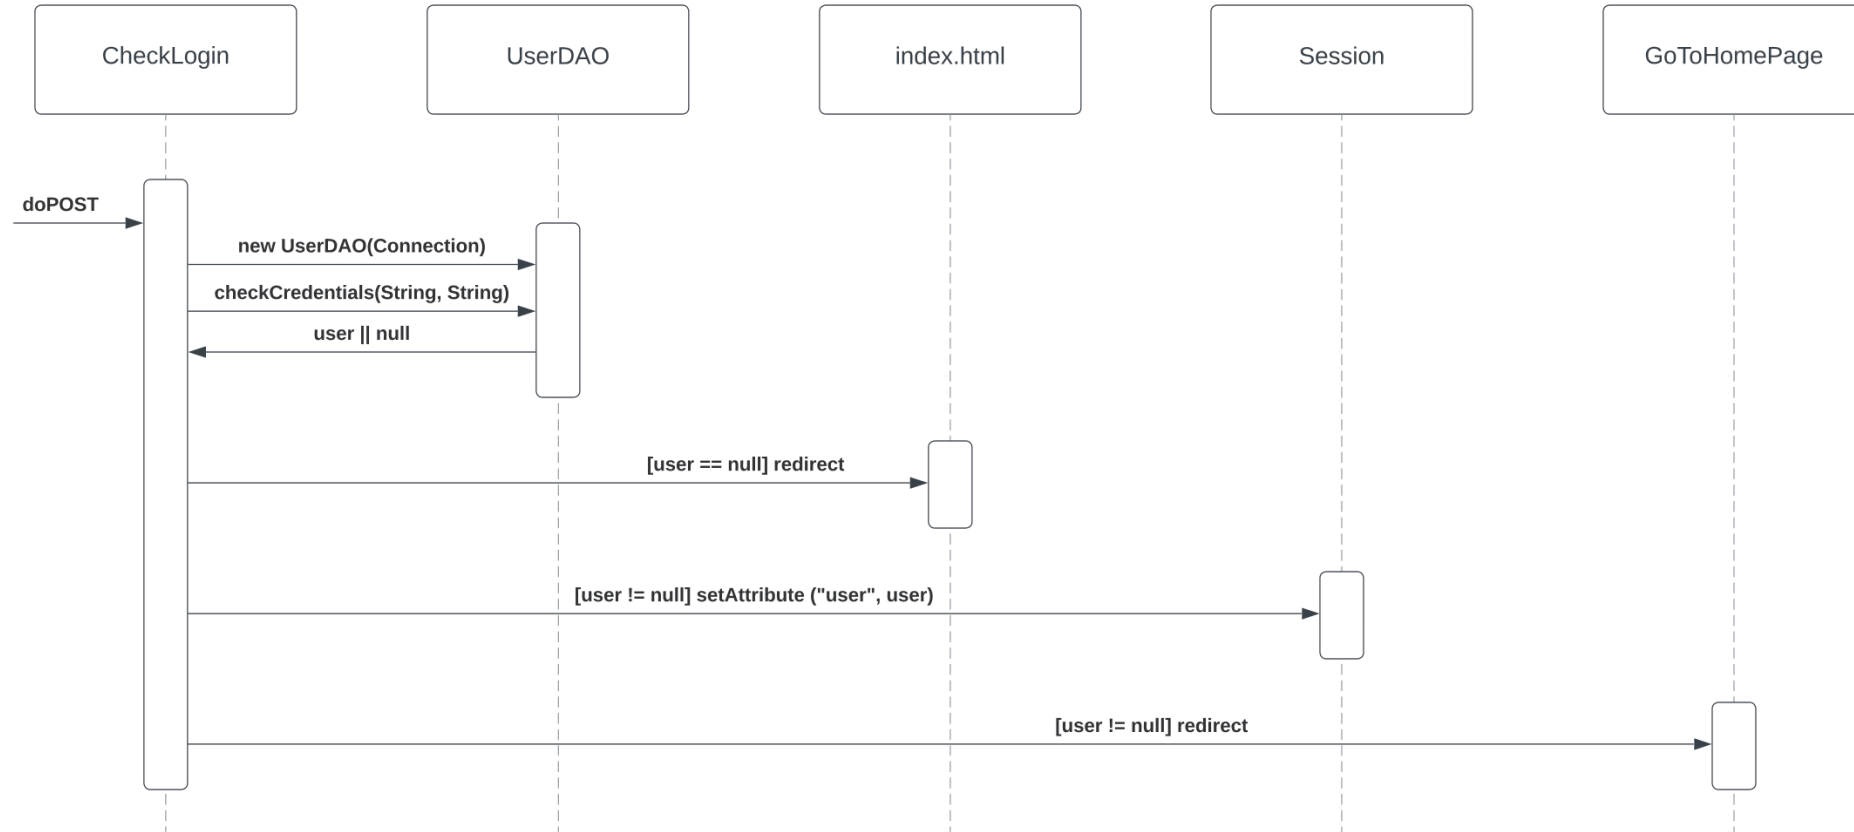 CheckLogin
UserDAO
index.html
Session
GoToHomePage
doPOST
new UserDAO(Connection)
checkCredentials(String, String)
user || null
[user == null] redirect
[user != null] setAttribute ("user", user)
[user != null] redirect